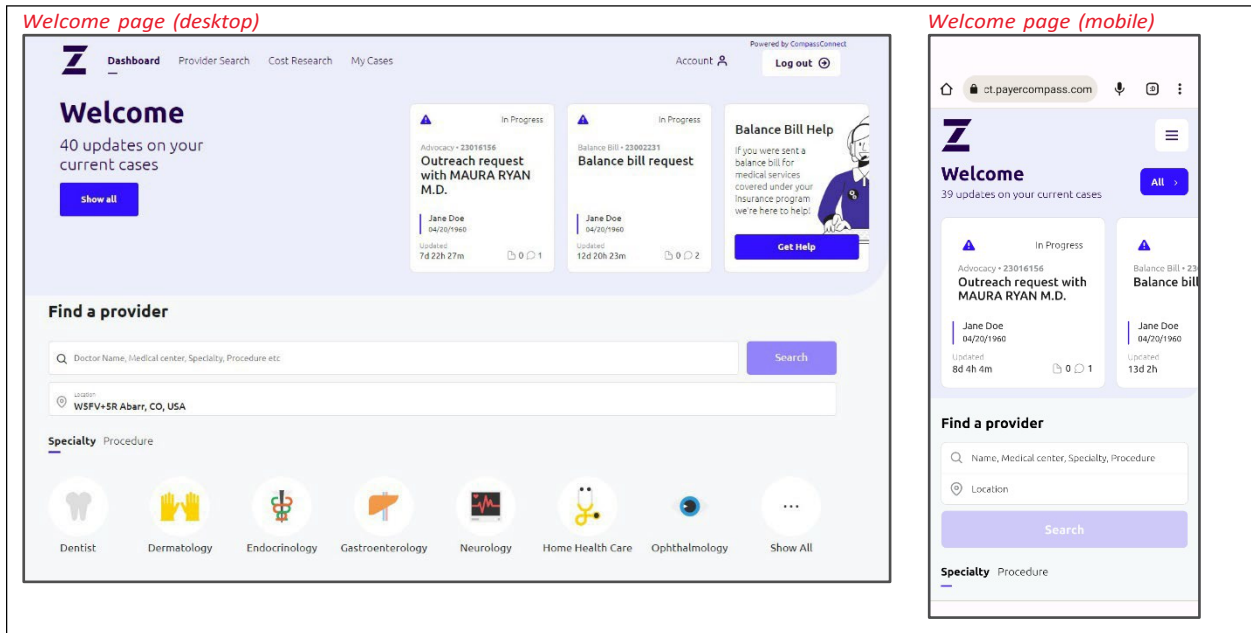 Welcome page (desktop)
Powered by CompassConnect
Z
Dashboard Provider Search Cost Research My Cases
Account
Log out
Welcome
40 updates on your
current cases
Show all
In Progress
Advocacy • 23016156
Outreach request
with MAURA RYAN
M.D.
Jane Doe
04/20/1960
Updated
7d 22h 27m
0 1
In Progress
Balance Bill • 23002231
Balance bill request
Jane Doe
04/20/1960
Updated
12d 20h 23m
0 2
Balance Bill Help
If you were sent a
balance bill for
medical services
covered under your
Insurance program
we're here to help!
Get Help
Find a provider
Doctor Name, Medical center, Specialty, Procedure etc
Search
Location
W5FV+5R Abarr, CO, USA
Specialty Procedure
Dentist Dermatology Endocrinology Gastroenterology Neurology Home Health Care Ophthalmology Show All
Welcome page (mobile)
ct.payercompass.com
Z
Welcome
39 updates on your current cases
All >
In Progress
Advocacy • 23016156
Outreach request with
MAURA RYAN M.D.
Jane Doe
04/20/1960
Updated
8d 4h 4m
0 1
Balance Bill • 23
Balance bill
Jane Doe
04/20/1960
Updated
13d 2h
Find a provider
Name, Medical center, Specialty, Procedure
Location
Search
Specialty Procedure